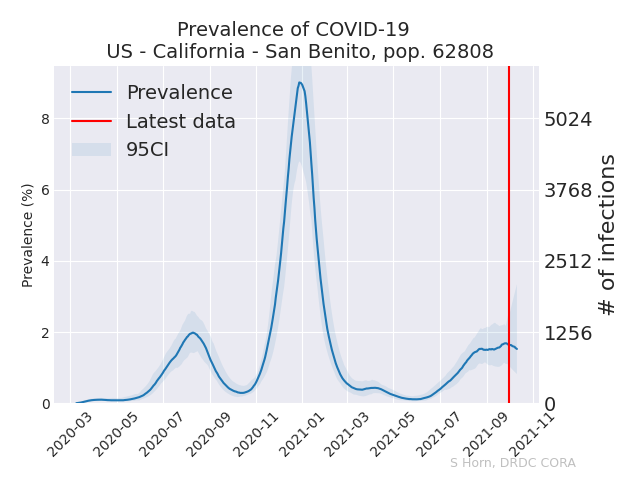 Prevalence of COVID-19
US - California - San Benito, pop. 62808
Prevalence
Latest data
95CI
Prevalence (%)
8
6
4
2
0
5024
3768
2512
1256
0
# of infections
2020-03
2020-05
2020-07
2020-09
2020-11
2021-01
2021-03
2021-05
2021-07
2021-09
2021-11
S Horn, DRDC CORA